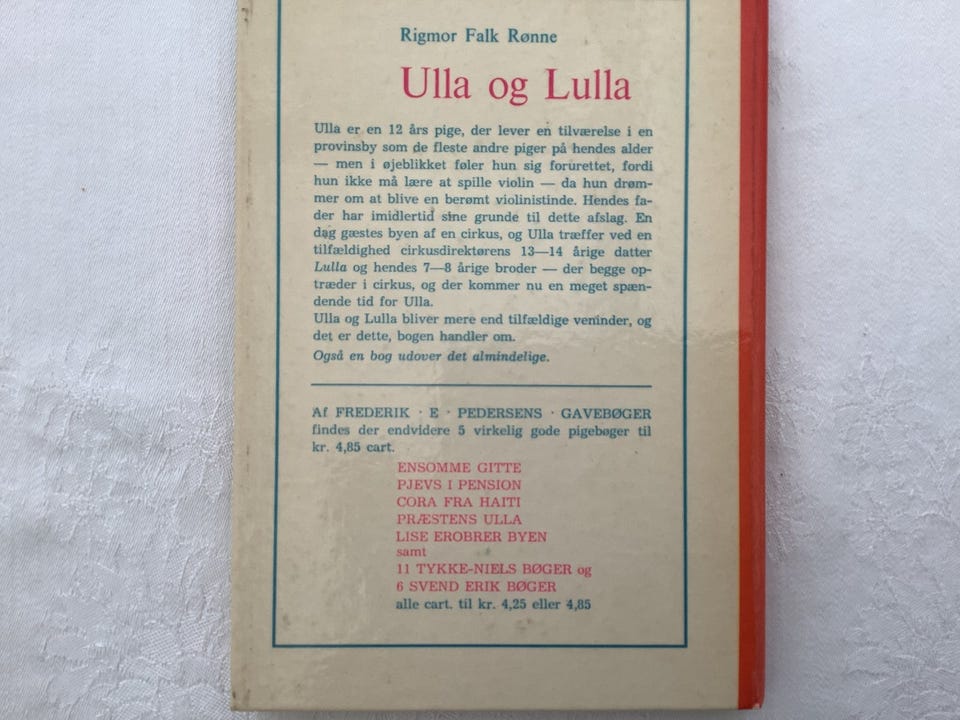 Rigmor Falk Rønne
Ulla og Lulla
Ulla er en 12 års pige, der lever en tilværelse i en
provinsby som de fleste andre piger på hendes alder
— men i øjeblikket føler hun sig forurettet, fordi
hun ikke må lære at spille violin — da hun drøm-
mer om at blive en berømt violinistinde. Hendes fa-
der har imidlertid sine grunde til dette afslag. En
dag gæstes byen af en cirkus, og Ulla træffer ved en
tilfældighed cirkusdirektørens 13—14 årige datter
Lulla og hendes 7—8 årige broder — der begge op-
træder i cirkus, og der kommer nu en meget spæn-
dende tid for Ulla.
Ulla og Lulla bliver mere end tilfældige veninder, og
det er dette, bogen handler om.
Også en bog udover det almindelige.
Af FREDERIK · E · PEDERSENS · GAVEBØGER
findes der endvidere 5 virkelig gode pigebøger til
kr. 4,85 cart.
ENSOMME GITTE
PJEVS I PENSION
CORA FRA HAITI
PRÆSTENS ULLA
LISE EROBRER BYEN
samt
11 TYKKE-NIELS BØGER og
6 SVEND ERIK BØGER
alle cart. til kr. 4,25 eller 4,85